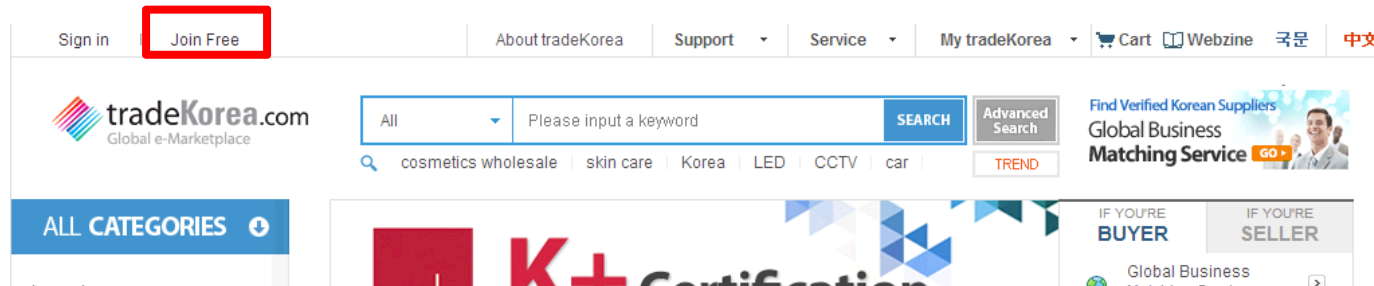 Sign in
Join Free
About tradeKorea
Support
Service
My tradeKorea
Cart
Webzine
국문
中文
tradeKorea.com
Global e-Marketplace
All
Please input a keyword
SEARCH
Advanced
Search
Find Verified Korean Suppliers
Global Business
Matching Service GO
cosmetics wholesale
skin care
Korea
LED
CCTV
car
TREND
ALL CATEGORIES
K+ Certification
IF YOU'RE
BUYER
IF YOU'RE
SELLER
Global Business